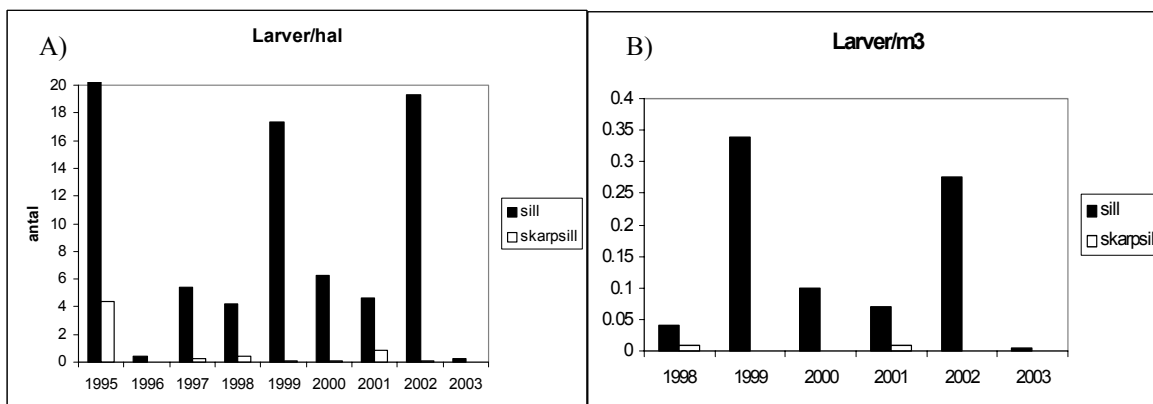 A)
Larver/hal
antal
20
18
16
14
12
10
8
6
4
2
0
1995 1996 1997 1998 1999 2000 2001 2002 2003
sill
skarpsill
B)
Larver/m3
0.4
0.35
0.3
0.25
0.2
0.15
0.1
0.05
0
1998 1999 2000 2001 2002 2003
sill
skarpsil